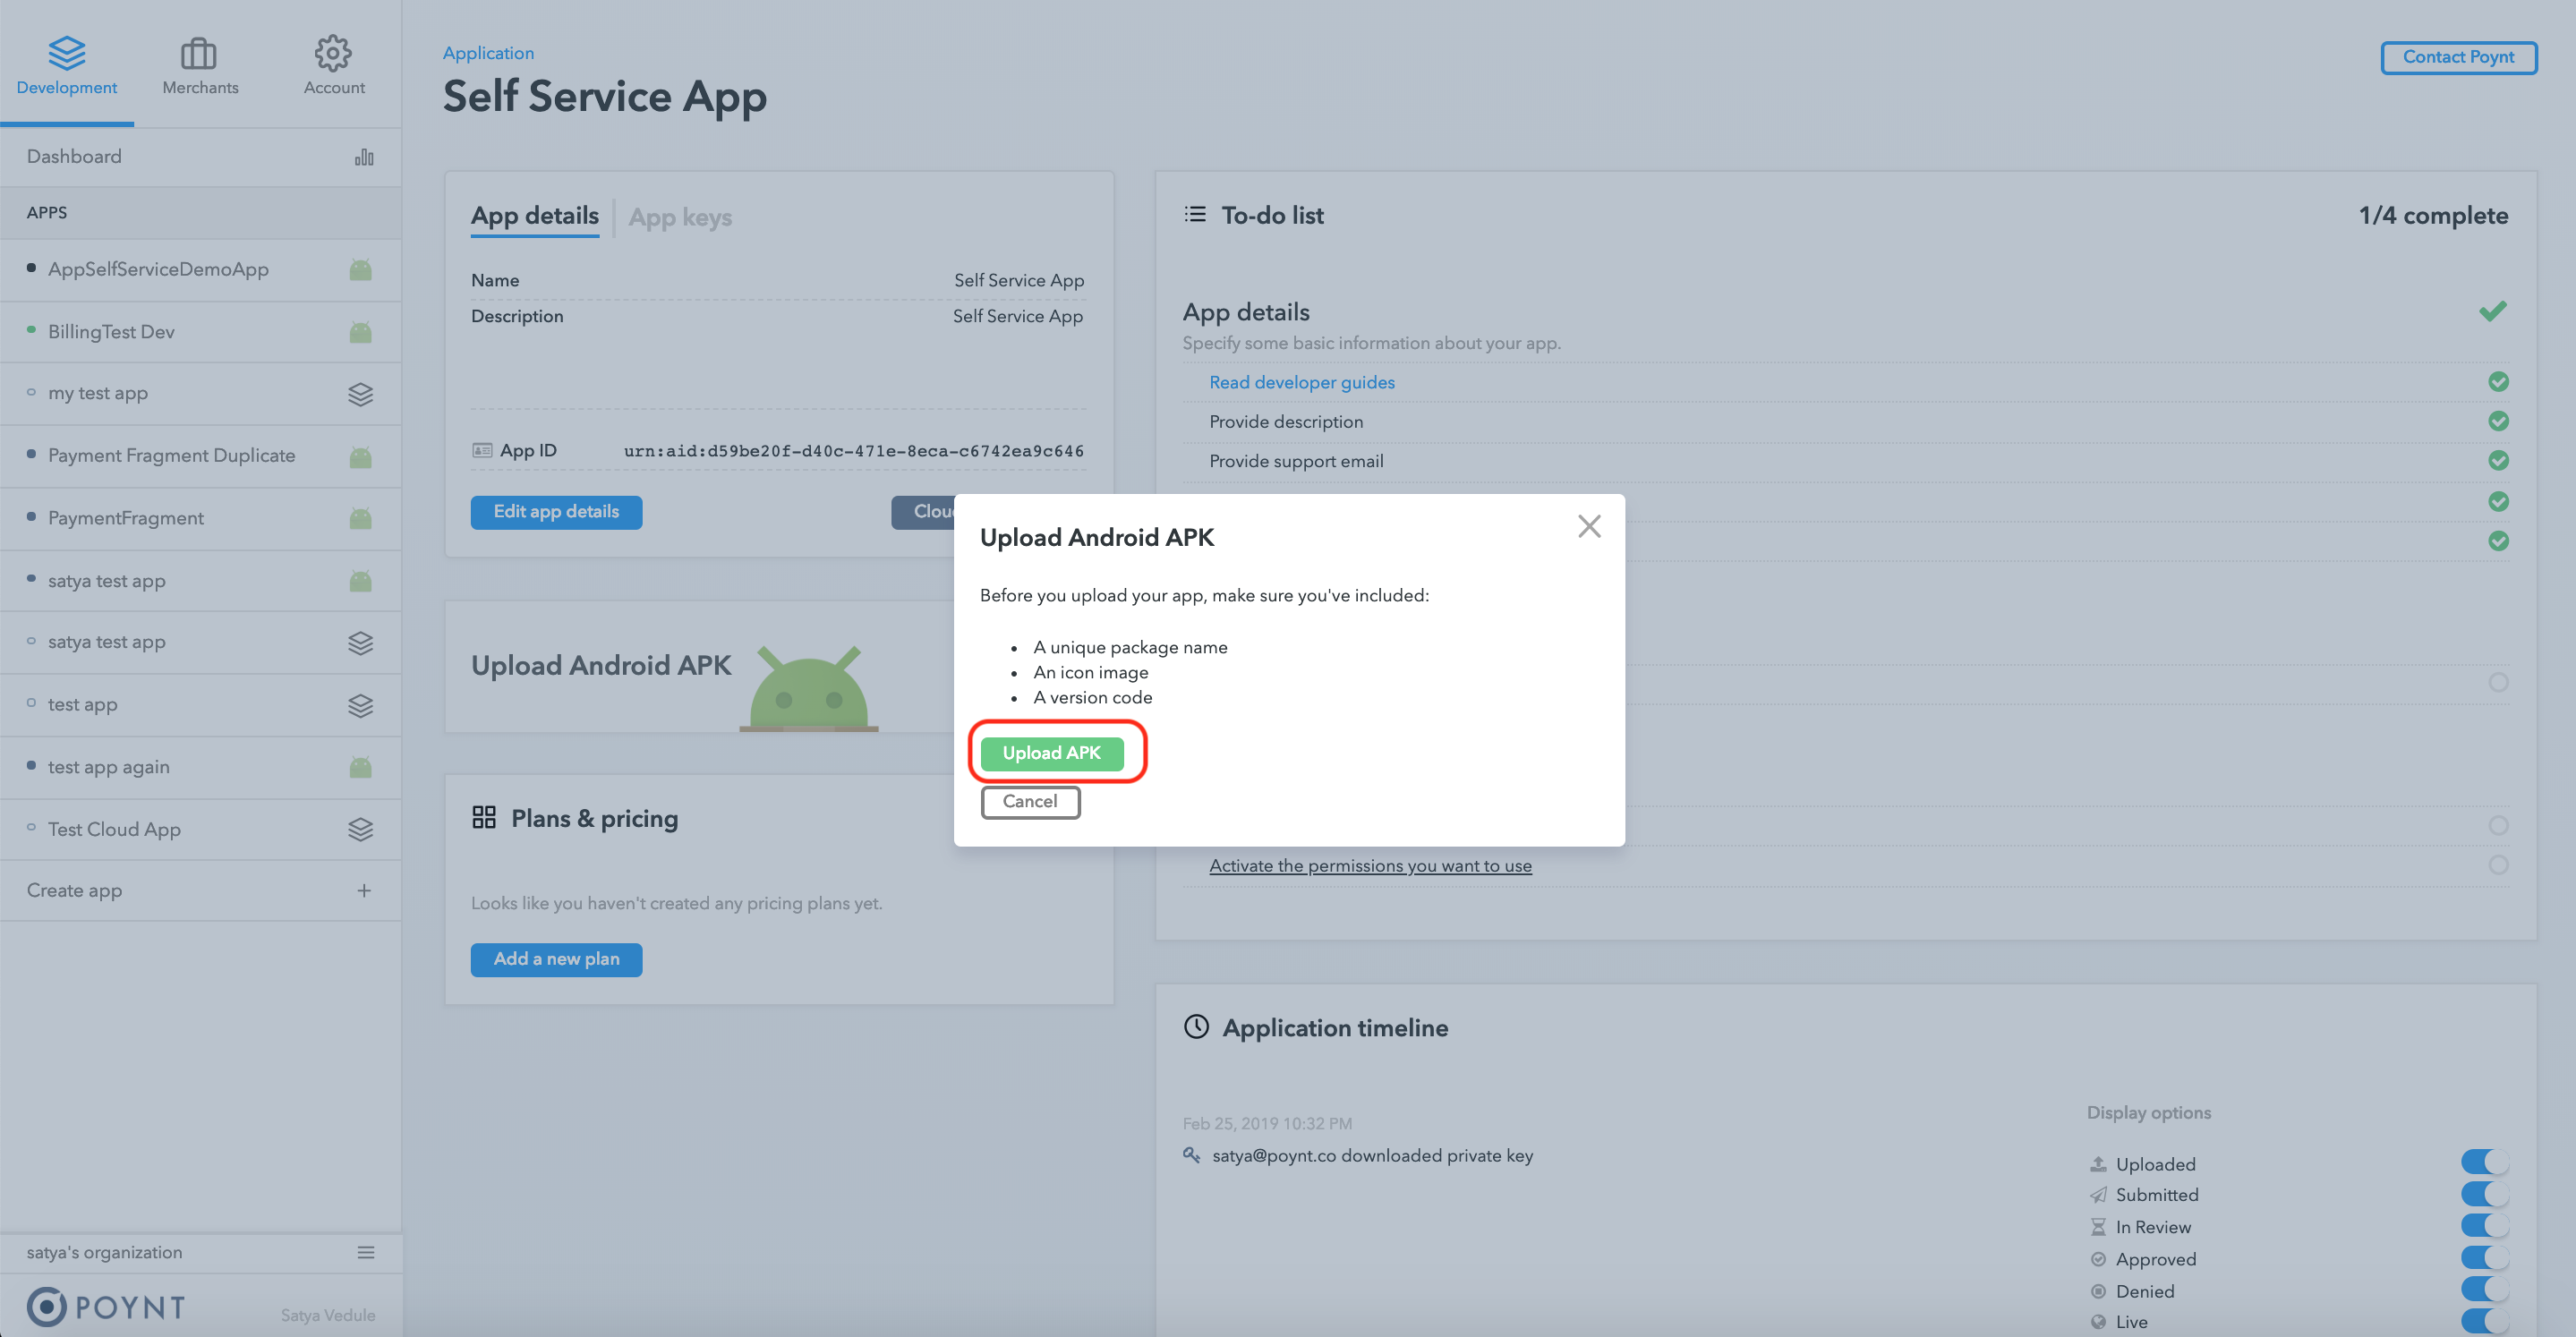 Development
Merchants
Account
Dashboard
APPS
AppSelfServiceDemoApp
BillingTest Dev
my test app
Payment Fragment Duplicate
PaymentFragment
satya test app
satya test app
test app
test app again
Test Cloud App
Create app
satya's organization
POYNT
Satya Vedule
Application
Self Service App
Contact Poynt
App details
App keys
Name
Self Service App
Description
Self Service App
App ID
urn:aid:d59be20f-d40c-471e-8eca-c6742ea9c646
Edit app details
Upload Android APK
Plans & pricing
Looks like you haven't created any pricing plans yet.
Add a new plan
To-do list
1/4 complete
App details
Specify some basic information about your app.
Read developer guides
Provide description
Provide support email
Upload Android APK
Before you upload your app, make sure you've included:
• A unique package name
• An icon image
• A version code
Upload APK
Cancel
Activate the permissions you want to use
Application timeline
Feb 25, 2019 10:32 PM
satya@poynt.co downloaded private key
Display options
Uploaded
Submitted
In Review
Approved
Denied
Live